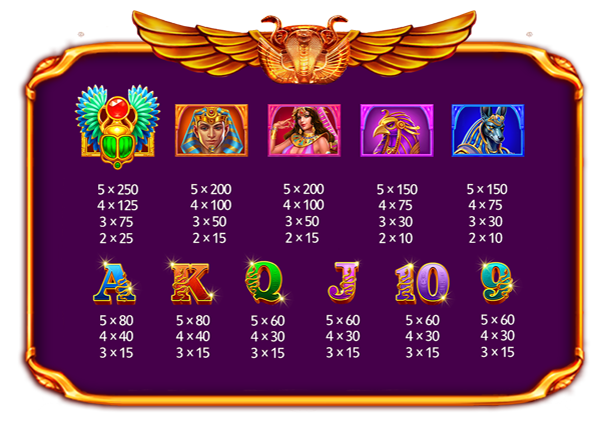 5 x 250 5 x 200 5 x 200 5 x 150 5 x 150
4 x 125 4 x 100 4 x 100 4 x 75 4 x 75
3 x 75 3 x 50 3 x 50 3 x 30 3 x 30
2 x 25 2 x 15 2 x 15 2 x 10 2 x 10
A K Q J 10 9
5 x 80 5 x 80 5 x 60 5 x 60 5 x 60 5 x 60
4 x 40 4 x 40 4 x 30 4 x 30 4 x 30 4 x 30
3 x 15 3 x 15 3 x 15 3 x 15 3 x 15 3 x 15